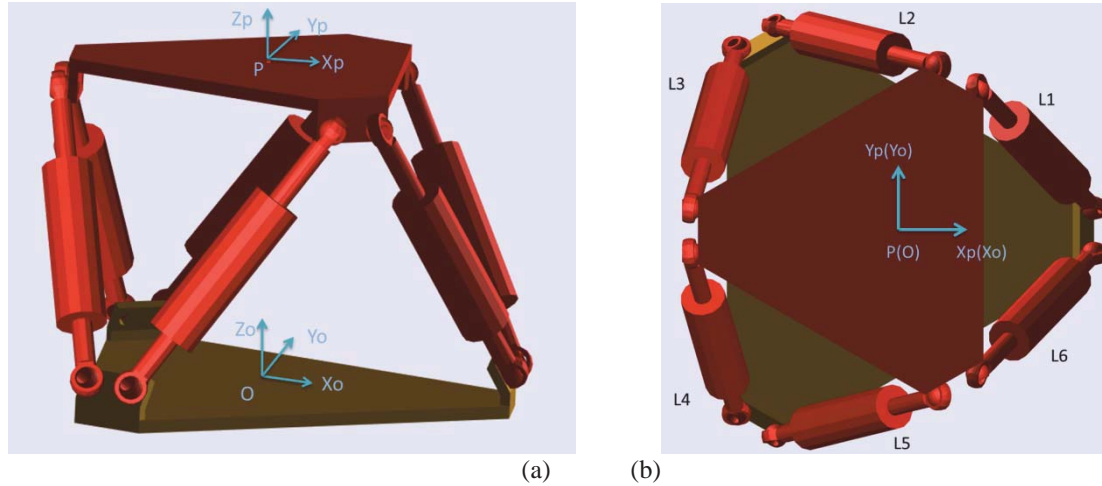 Zp
Yp
P
Xp
Zo
Yo
O
Xo
(a)
L2
L3
L1
Yp(Yo)
P(O)
Xp(Xo)
L4
L6
L5
(b)